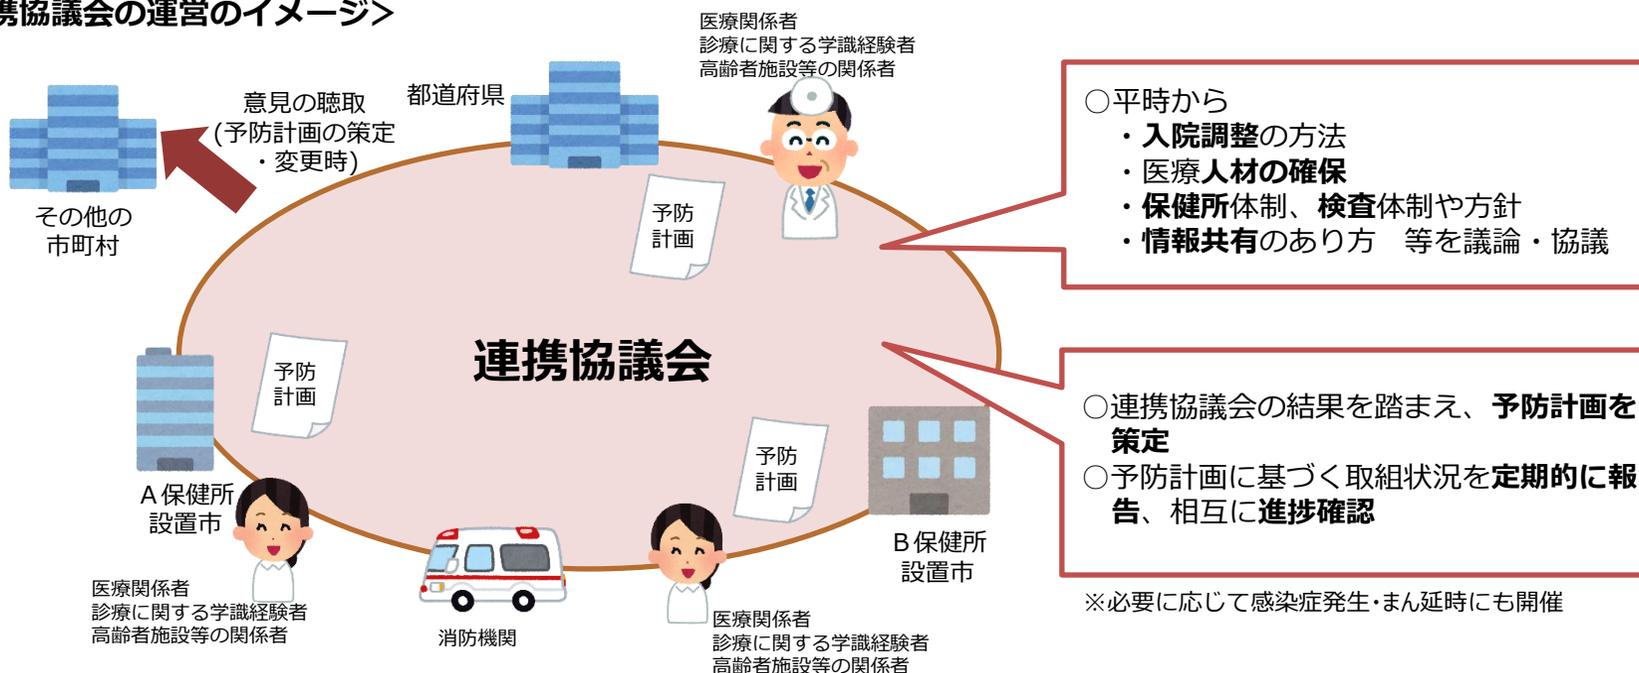 携協議会の運営のイメージ>
医療関係者
診療に関する学識経験者
高齢者施設等の関係者
都道府県
意見の聴取
(予防計画の策定
・変更時)
その他の
市町村
予防
計画
○平時から
・入院調整の方法
・医療人材の確保
・保健所体制、検査体制や方針
・情報共有のあり方　等を議論・協議
連携協議会
予防
計画
予防
計画
○連携協議会の結果を踏まえ、予防計画を
策定
○予防計画に基づく取組状況を定期的に報
告、相互に進捗確認
※必要に応じて感染症発生・まん延時にも開催
A保健所
設置市
B保健所
設置市
医療関係者
診療に関する学識経験者
高齢者施設等の関係者
消防機関
医療関係者
診療に関する学識経験者
高齢者施設等の関係者